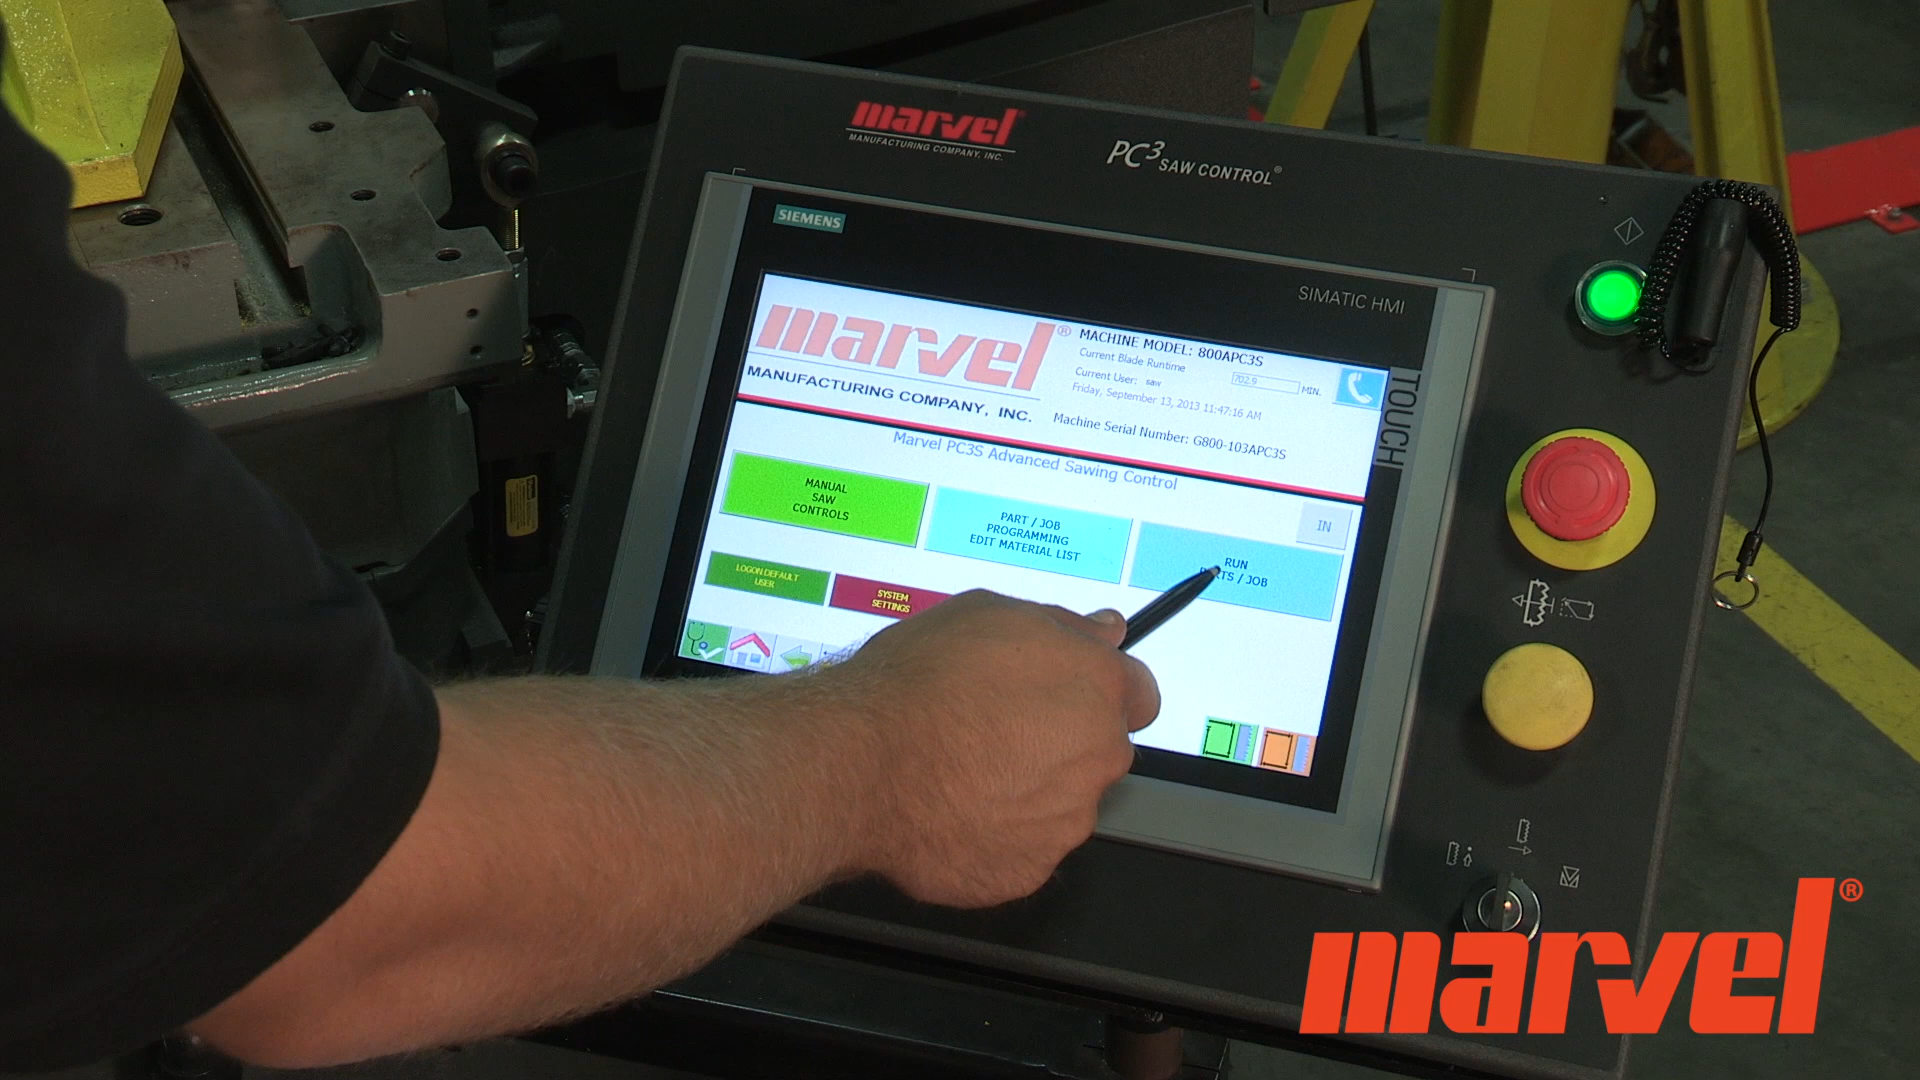 marvel
MANUFACTURING COMPANY, INC.
PC3 SAW CONTROL®
SIEMENS
SIMATIC HMI
TOUCH
marvel®
MANUFACTURING COMPANY, INC.
MACHINE MODEL: 800APC3S
Current Blade Runtime
702.9 MIN.
Current User: saw
Friday, September 13, 2013 11:47:16 AM
Machine Serial Number: G800-103APC3S
Marvel PC3S Advanced Sawing Control
IN
MANUAL
SAW
CONTROLS
PART / JOB
PROGRAMMING
EDIT MATERIAL LIST
RUN
/ JOB
LOGON DEFAULT
USER
SYSTEM
SETTINGS
marvel®